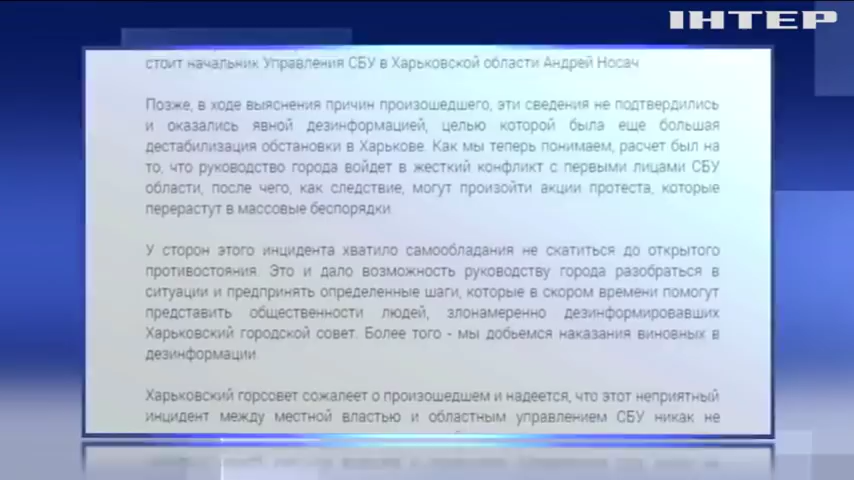 ІНТЕР
стоит начальник Управления СБУ в Харьковской области Андрей Носач
Позже, в ходе выяснения причин произошедшего, эти сведения не подтвердились
и оказались явной дезинформацией, целью которой была еще большая
дестабилизация обстановки в Харькове. Как мы теперь понимаем, расчет был на
то, что руководство города войдет в жесткий конфликт с первыми лицами СБУ
области, после чего, как следствие, могут произойти акции протеста, которые
перерастут в массовые беспорядки
У сторон этого инцидента хватило самообладания не скатиться до открытого
противостояния. Это и дало возможность руководству города разобраться в
ситуации и предпринять определенные шаги, которые в скором времени помогут
представить общественности людей, злонамеренно дезинформировавших
Харьковский городской совет. Более того - мы добьемся наказания виновных в
дезинформации
Харьковский горсовет сожалеет о произошедшем и надеется, что этот неприятный
инцидент между местной властью и областным управлением СБУ никак не